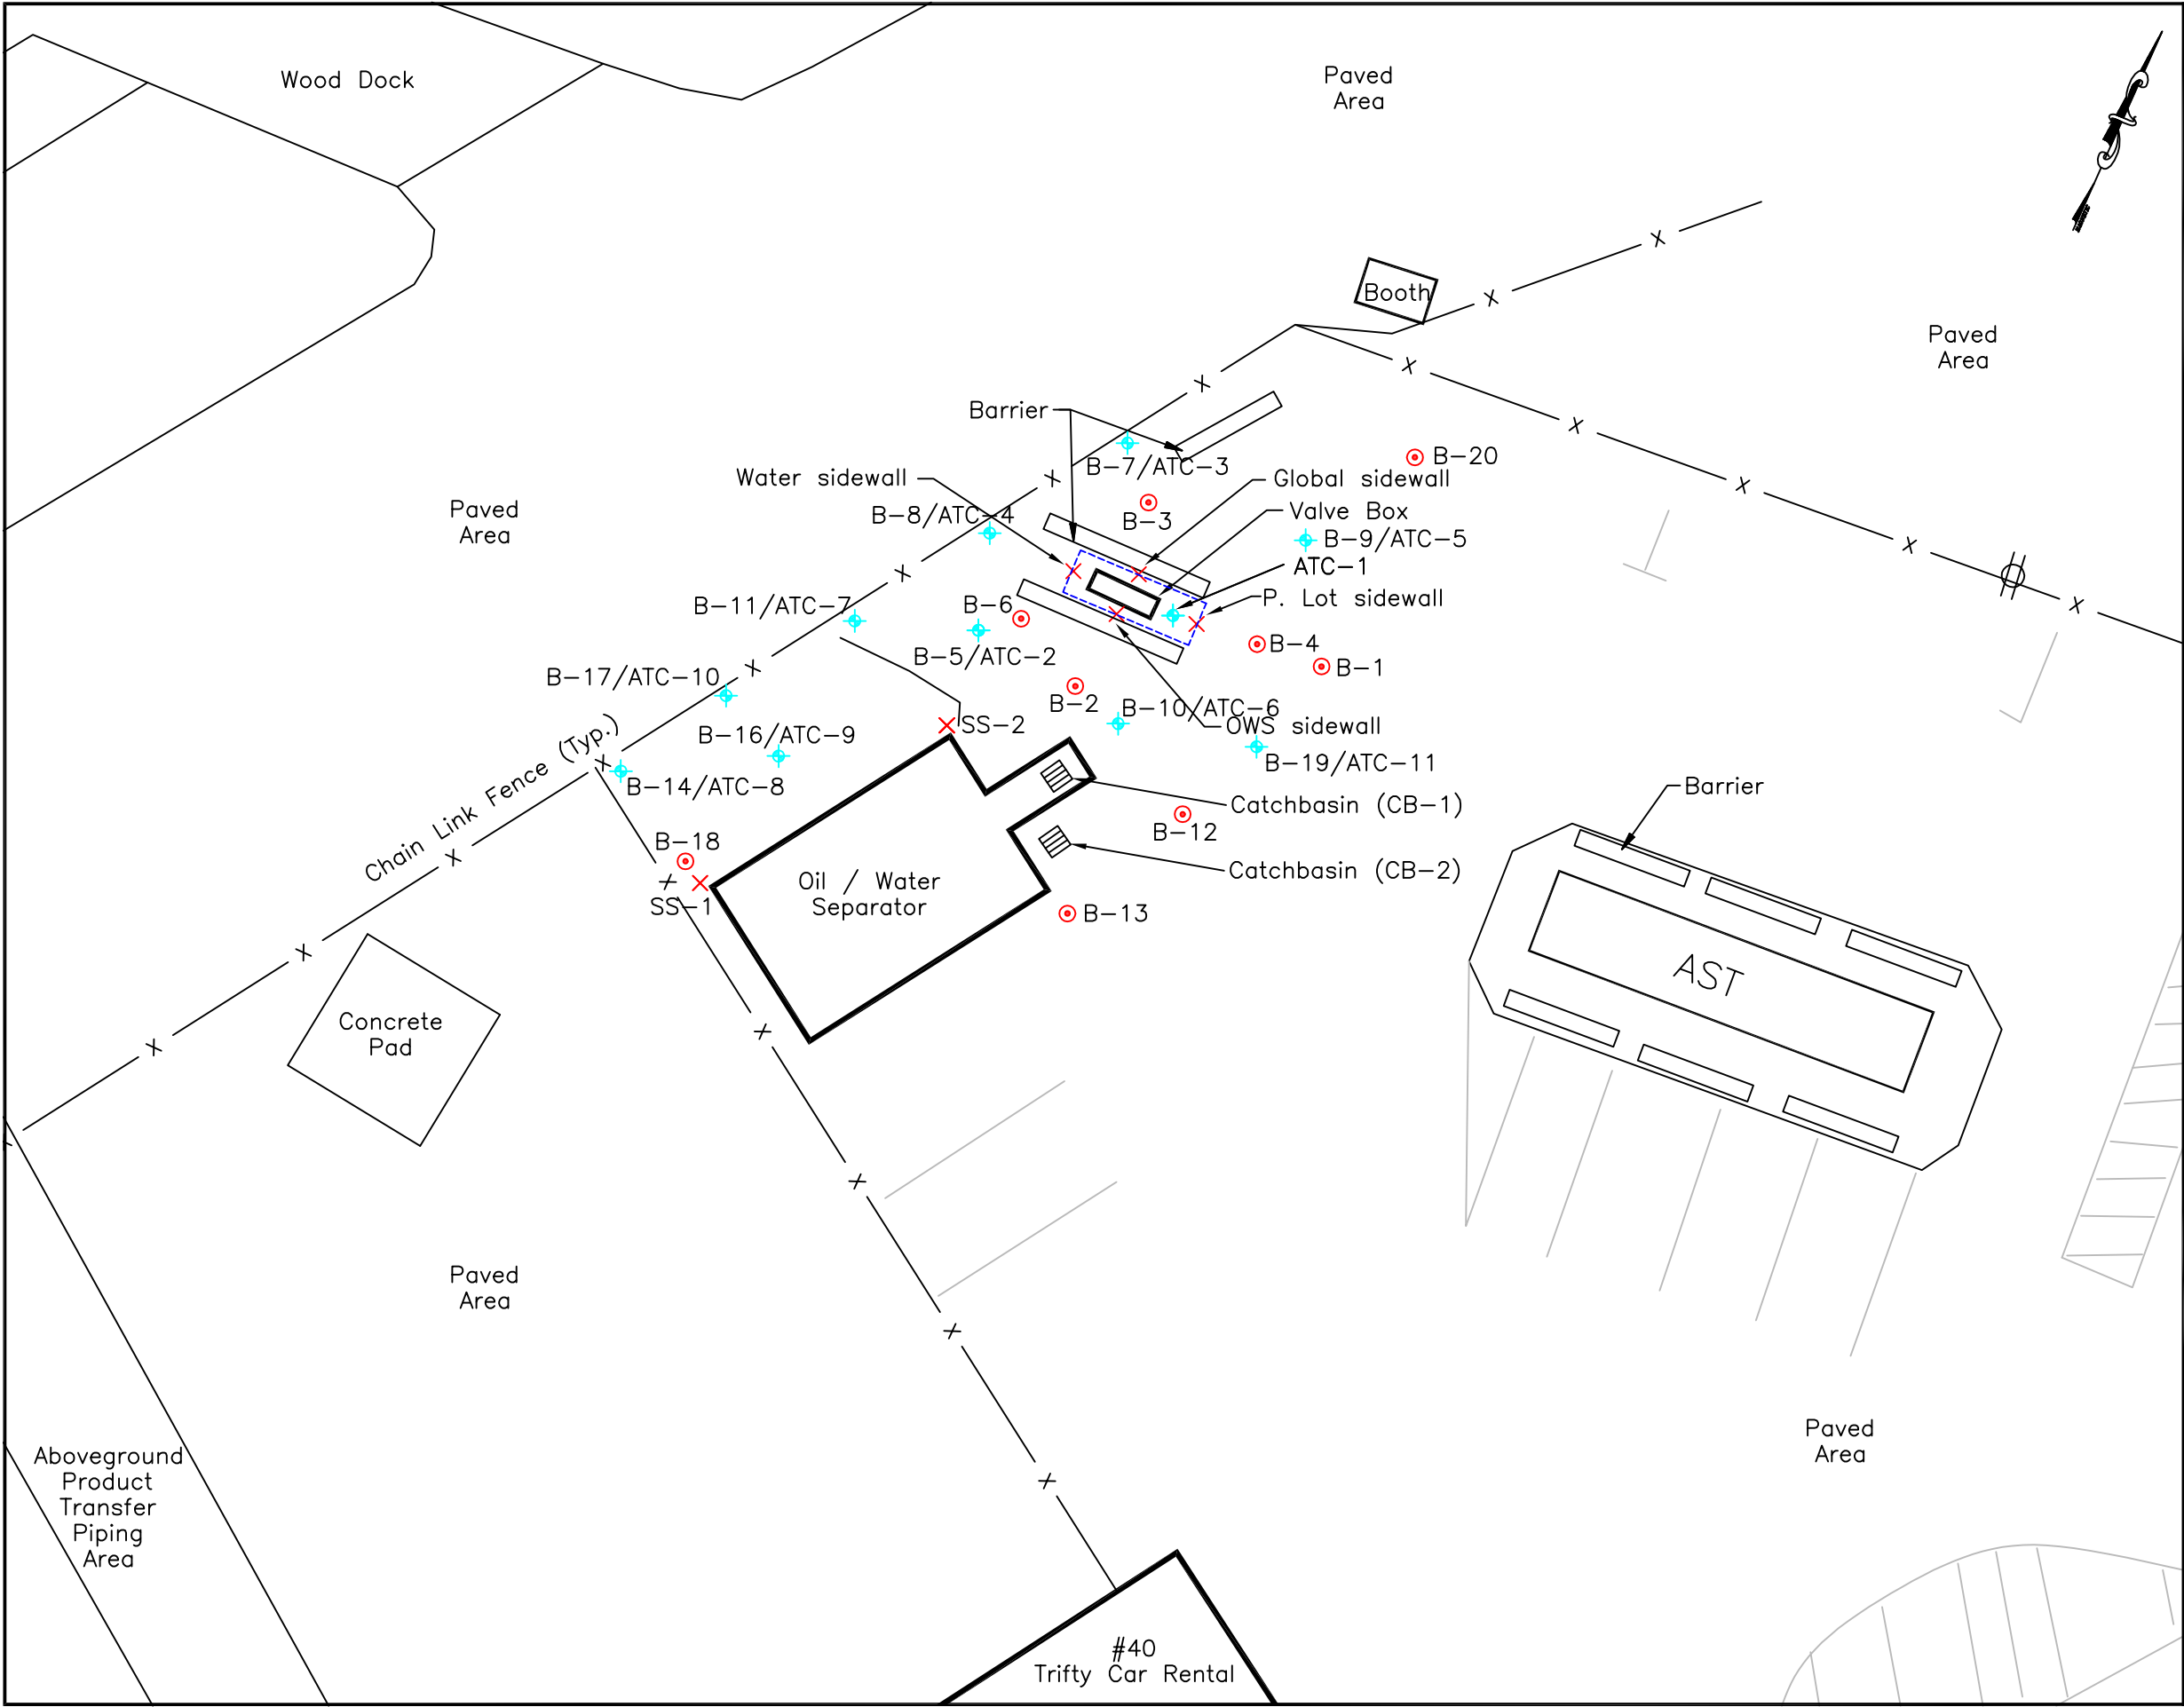 Wood Dock
Paved
Area
Booth
Paved
Area
Barrier
B-7/ATC-3
B-20
Water sidewall
Global sidewall
Paved
Area
B-8/ATC-4
B-3
Valve Box
B-9/ATC-5
ATC-1
B-11/ATC-7
B-6
P. Lot sidewall
B-5/ATC-2
B-4
B-1
B-17/ATC-10
B-2
B-10/ATC-6
SS-2
OWS sidewall
B-16/ATC-9
B-19/ATC-11
Chain Link Fence (Typ.)
B-14/ATC-8
Barrier
Catchbasin (CB-1)
B-12
B-18
Catchbasin (CB-2)
Oil / Water
Separator
SS-1
B-13
AST
Concrete
Pad
Paved
Area
Paved
Area
Aboveground
Product
Transfer
Piping
Area
#40
Trifty Car Rental